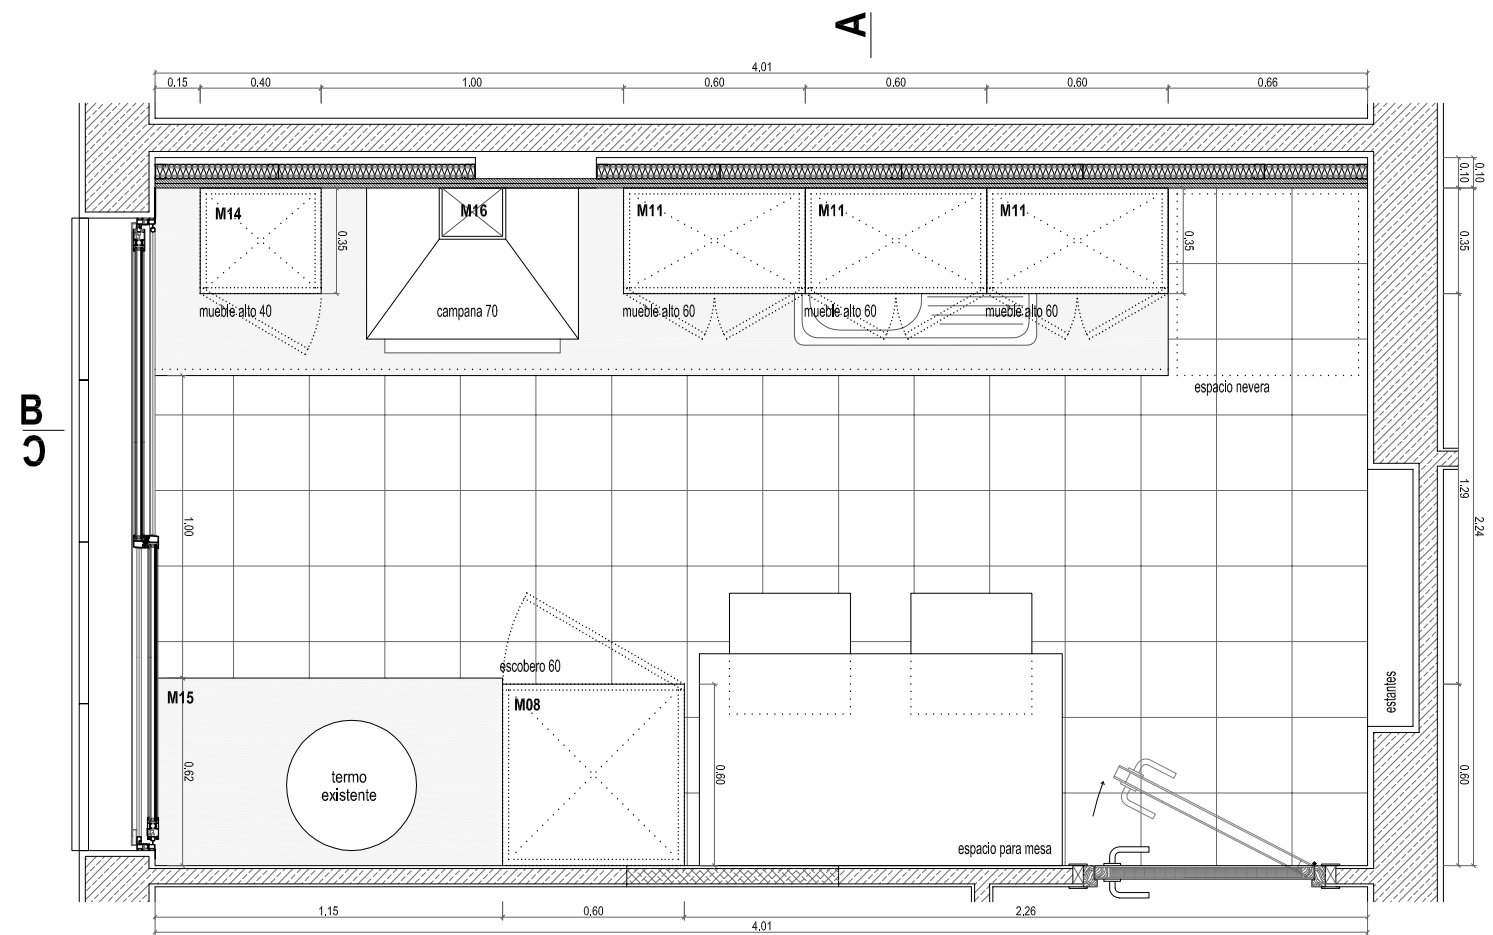 A
4.01
0.15 0.40 1.00 0.60 0.60 0.60 0.66
0.10 0.10
M14 M16 M11 M11 M11
0.35 0.35 0.35
mueble alto 40 campana 70 mueble alto 60 mueble alto 60 mueble alto 60
espacio nevera
B
C
1.00
1.29
2.24
escobero 60
estantes
M15 M08
0.62
termo
existente
0.60
0.60
espacio para mesa
1.15 0.60 2.26
4.01